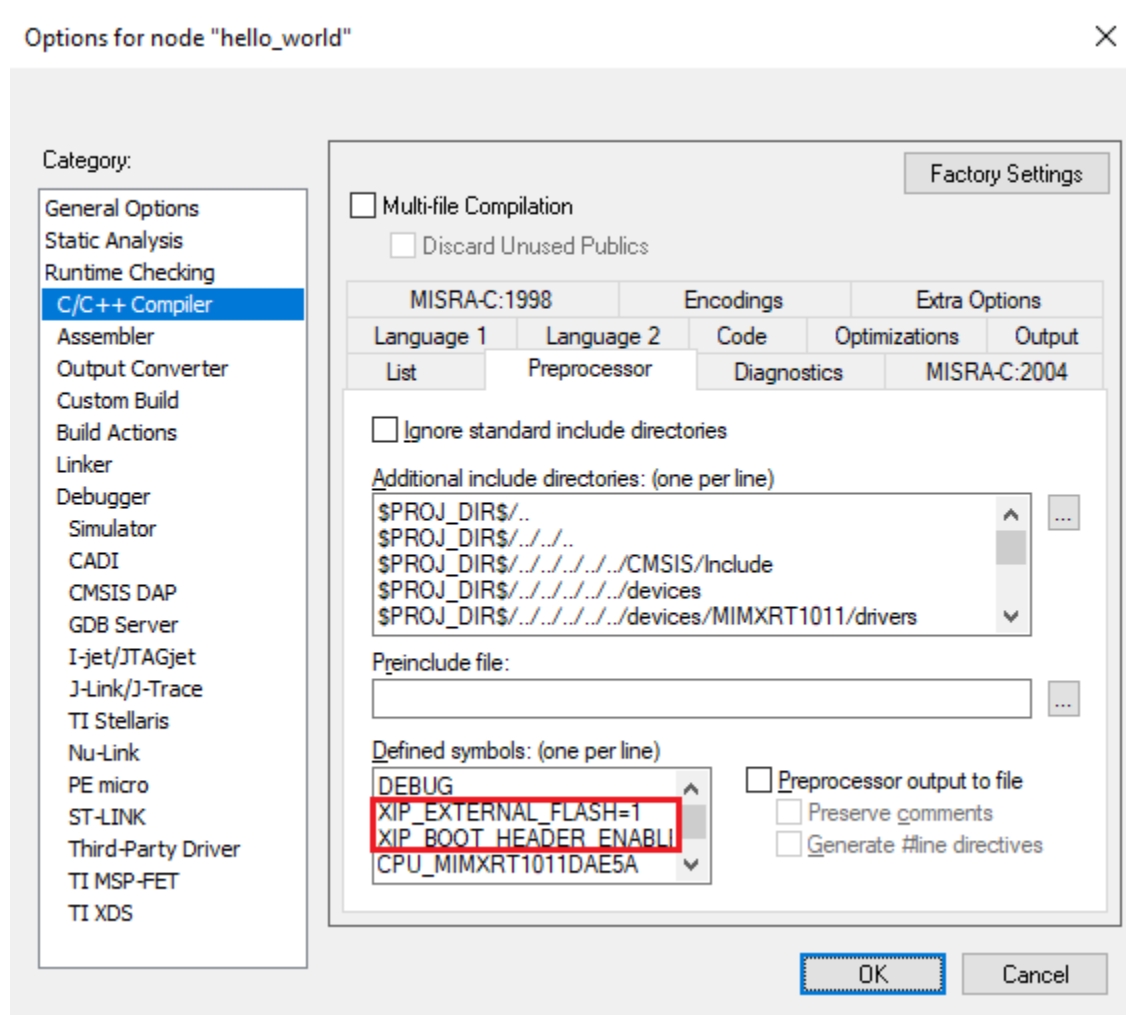 Options for node "hello_world"
Category:
General Options
Static Analysis
Runtime Checking
C/C++ Compiler
Assembler
Output Converter
Custom Build
Build Actions
Linker
Debugger
Simulator
CADI
CMSIS DAP
GDB Server
I-jet/JTAGjet
J-Link/J-Trace
TI Stellaris
Nu-Link
PE micro
ST-LINK
Third-Party Driver
TI MSP-FET
TI XDS
Factory Settings
Multi-file Compilation
Discard Unused Publics
MISRA-C:1998 Encodings Extra Options
Language 1 Language 2 Code Optimizations Output
List Preprocessor Diagnostics MISRA-C:2004
Ignore standard include directories
Additional include directories: (one per line)
$PROJ_DIR$/..
$PROJ_DIR$/../../..
$PROJ_DIR$/../../../../../../CMSIS/Include
$PROJ_DIR$/../../../../../../devices
$PROJ_DIR$/../../../../../../devices/MIMXRT1011/drivers
...
Preinclude file:
...
Defined symbols: (one per line)
DEBUG
XIP_EXTERNAL_FLASH=1
XIP_BOOT_HEADER_ENABLI
CPU_MIMXRT1011DAE5A
Preprocessor output to file
Preserve comments
Generate #line directives
OK Cancel